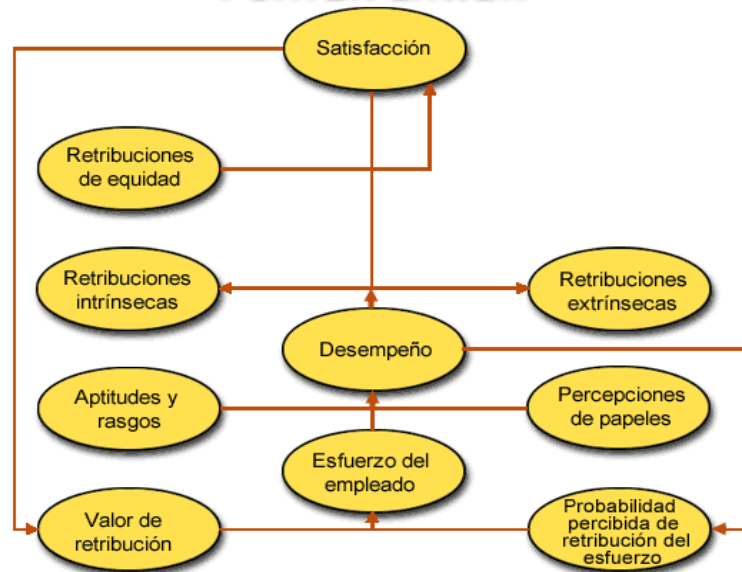 Satisfacción
Retribuciones
de equidad
Retribuciones
intrínsecas
Retribuciones
extrínsecas
Desempeño
Aptitudes y
rasgos
Percepciones
de papeles
Esfuerzo del
empleado
Valor de
retribución
Probabilidad
percibida de
retribución del
esfuerzo